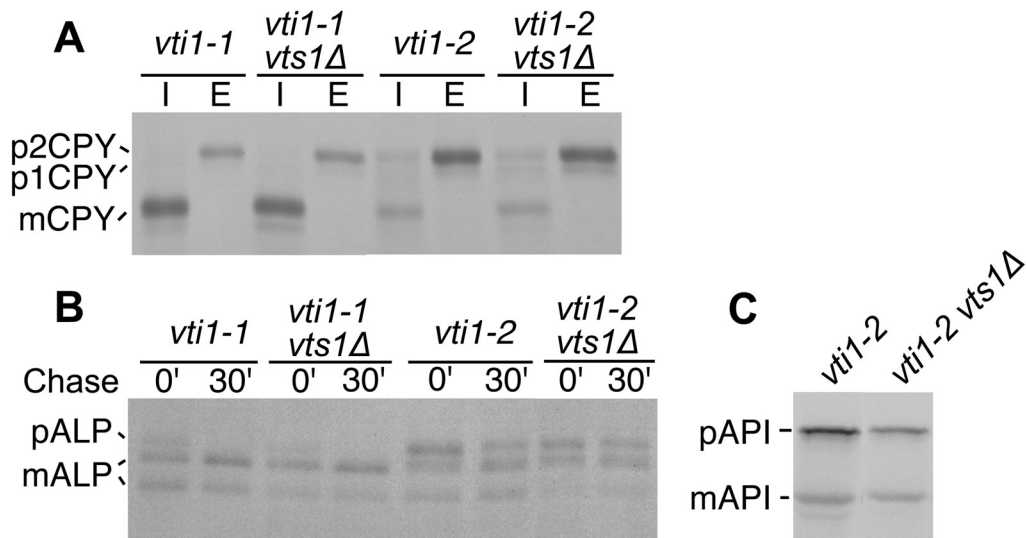 A
vti1-1
vti1-1
vts1Δ
vti1-2
vti1-2
vts1Δ
I E I E I E I E
p2CPY
p1CPY
mCPY
B
vti1-1
vti1-1
vts1Δ
vti1-2
vti1-2
vts1Δ
Chase 0' 30' 0' 30' 0' 30' 0' 30'
pALP
mALP
C
vti1-2
vti1-2 vts1Δ
pAPI
mAPI